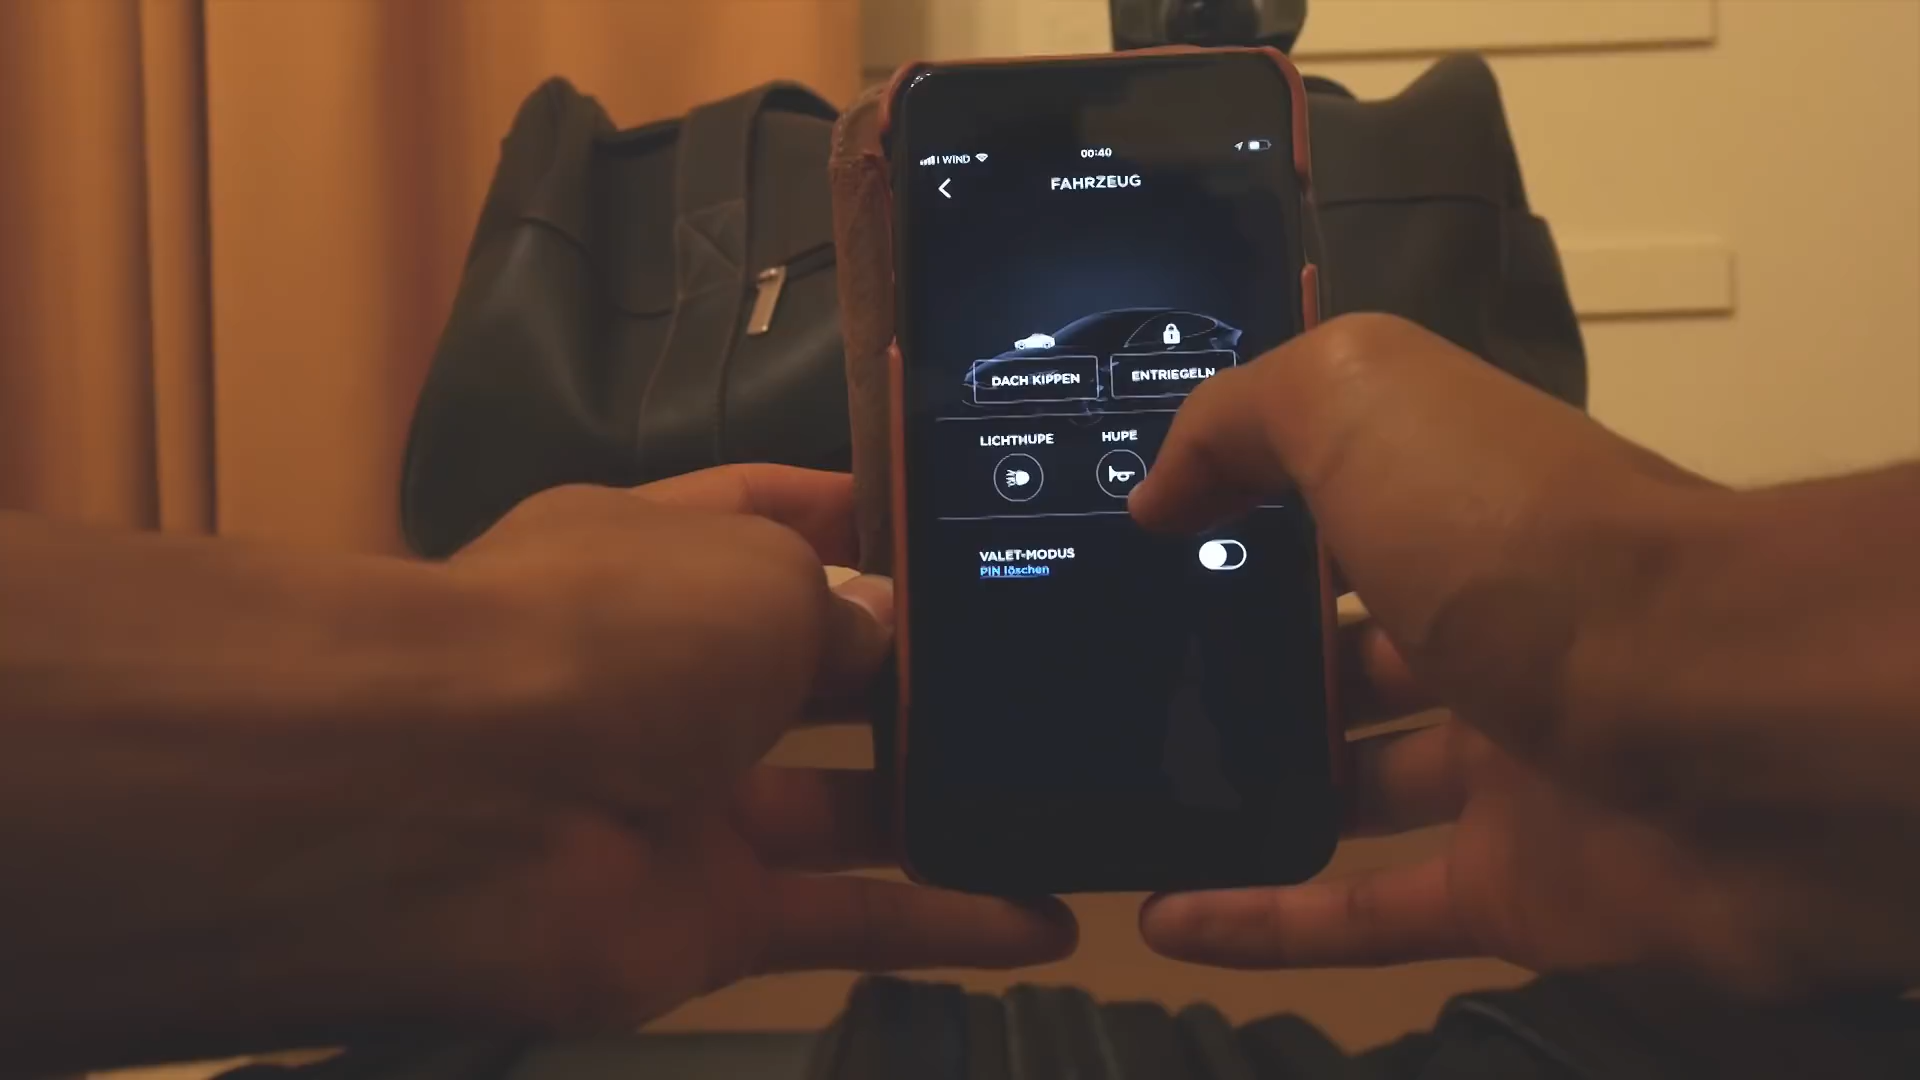 I WIND 00:40
FAHRZEUG
DACH KIPPEN ENTRIEGELN
LICHTHUPE HUPE
VALET-MODUS
PIN löschen